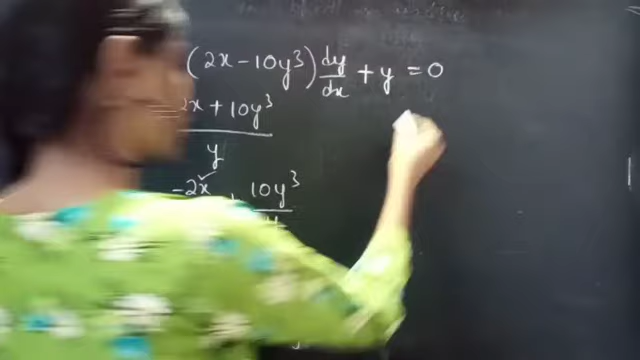 (2x - 10y³) dy/dx + y = 0
2x + 10y³
y
-2x + 10y³